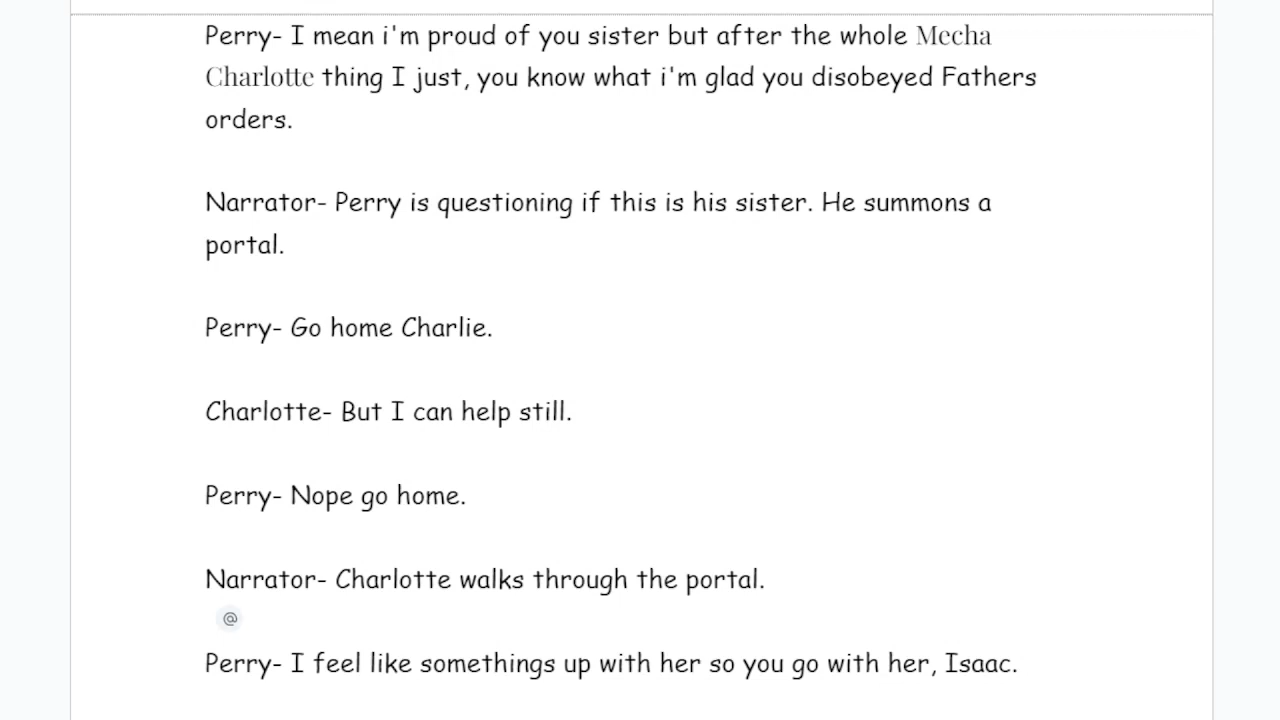 Perry- I mean i'm proud of you sister but after the whole Mecha
Charlotte thing I just, you know what i'm glad you disobeyed Fathers
orders.
Narrator- Perry is questioning if this is his sister. He summons a
portal.
Perry- Go home Charlie.
Charlotte- But I can help still.
Perry- Nope go home.
Narrator- Charlotte walks through the portal.
@
Perry- I feel like somethings up with her so you go with her, Isaac.